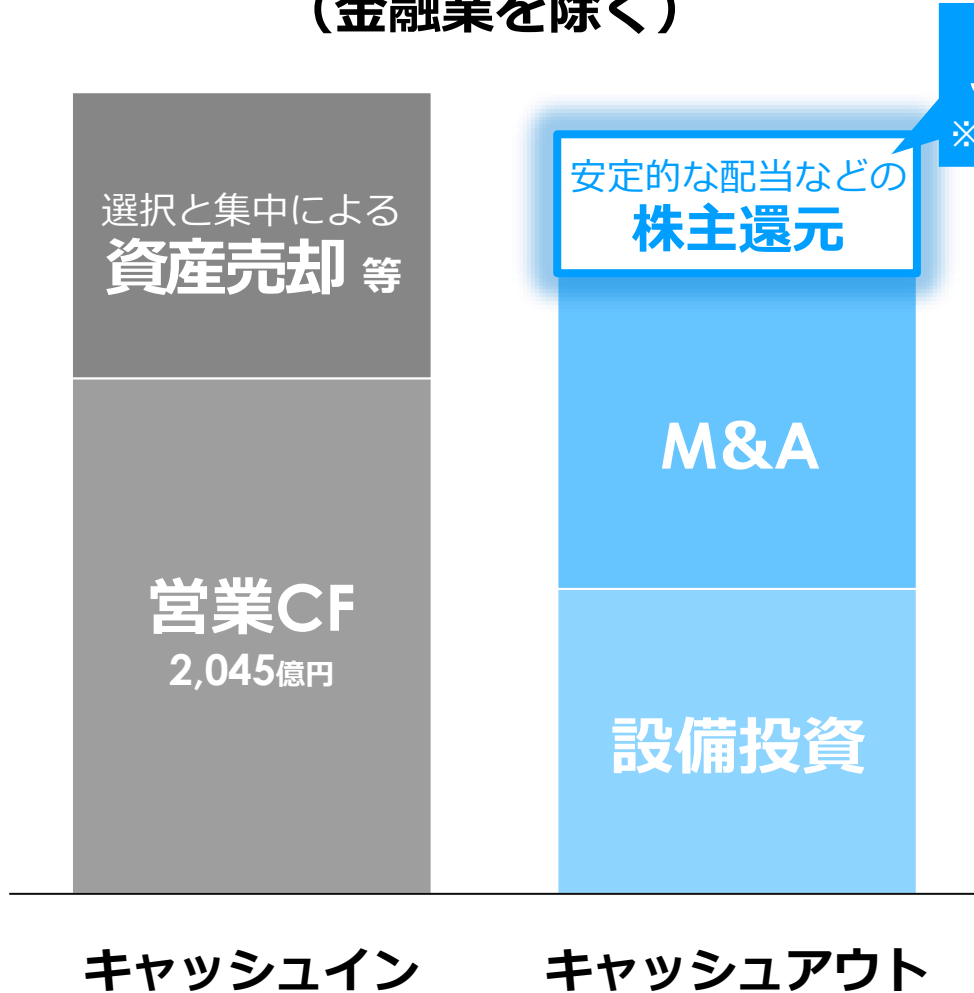 (金融業を除く)
選択と集中による
資産売却 等
営業CF
2,045億円
※
安定的な配当などの
株主還元
M&A
設備投資
キャッシュイン
キャッシュアウト